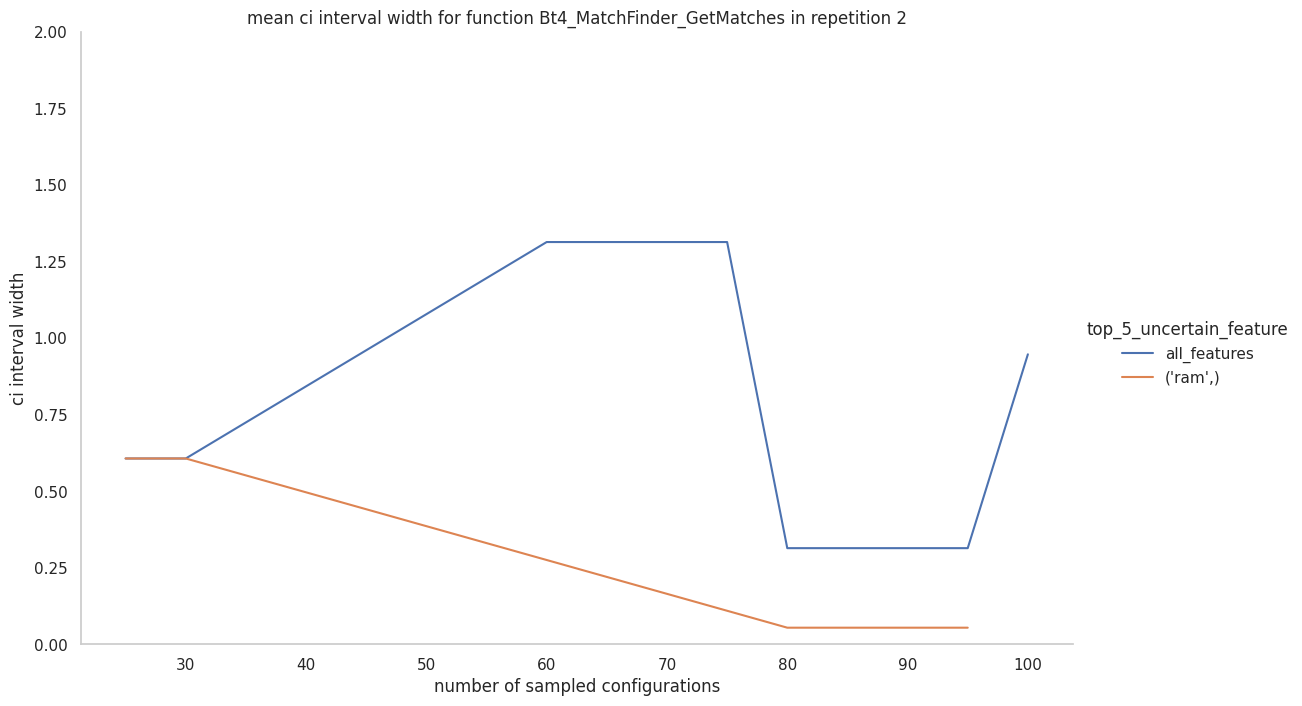 mean ci interval width for function Bt4_MatchFinder_GetMatches in repetition 2
2.00
1.75
1.50
1.25
1.00
0.75
0.50
0.25
0.00
ci interval width
30 40 50 60 70 80 90 100
number of sampled configurations
top_5_uncertain_feature
all_features
('ram',)